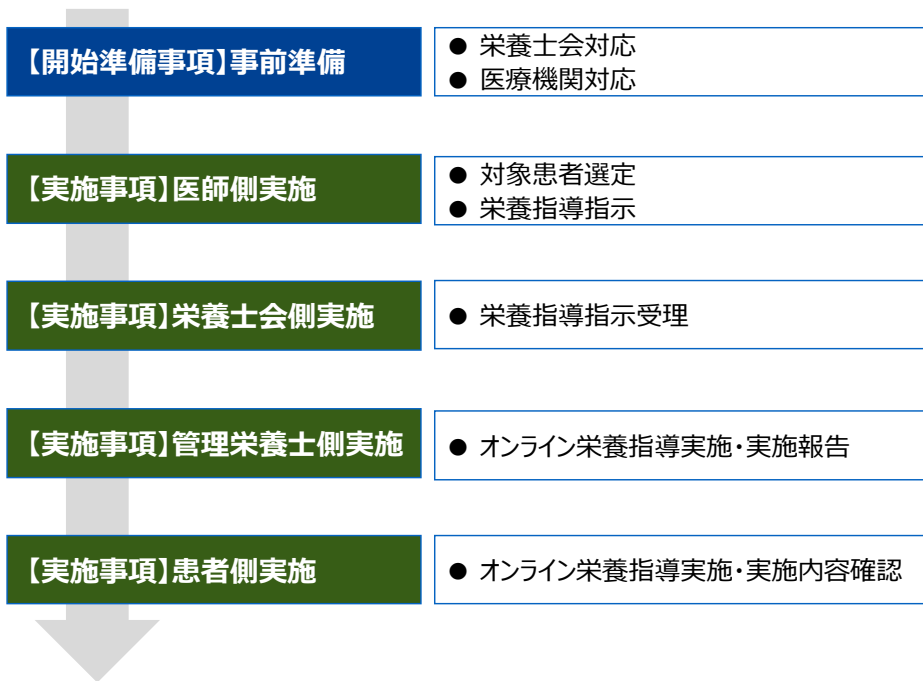 【開始準備事項】事前準備
● 栄養士会対応
● 医療機関対応
【実施事項】医師側実施
● 対象患者選定
● 栄養指導指示
【実施事項】栄養士会側実施
● 栄養指導指示受理
【実施事項】管理栄養士側実施
● オンライン栄養指導実施・実施報告
【実施事項】患者側実施
● オンライン栄養指導実施・実施内容確認